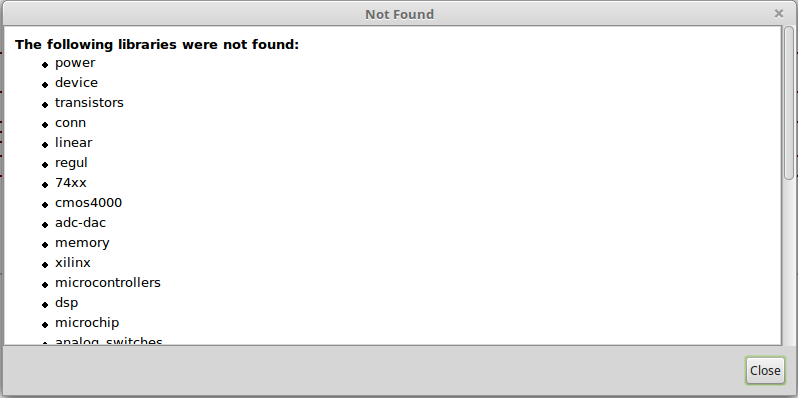 Not Found
The following libraries were not found:
power
device
transistors
conn
linear
regul
74xx
cmos4000
adc-dac
memory
xilinx
microcontrollers
dsp
microchip
analog_switches
Close